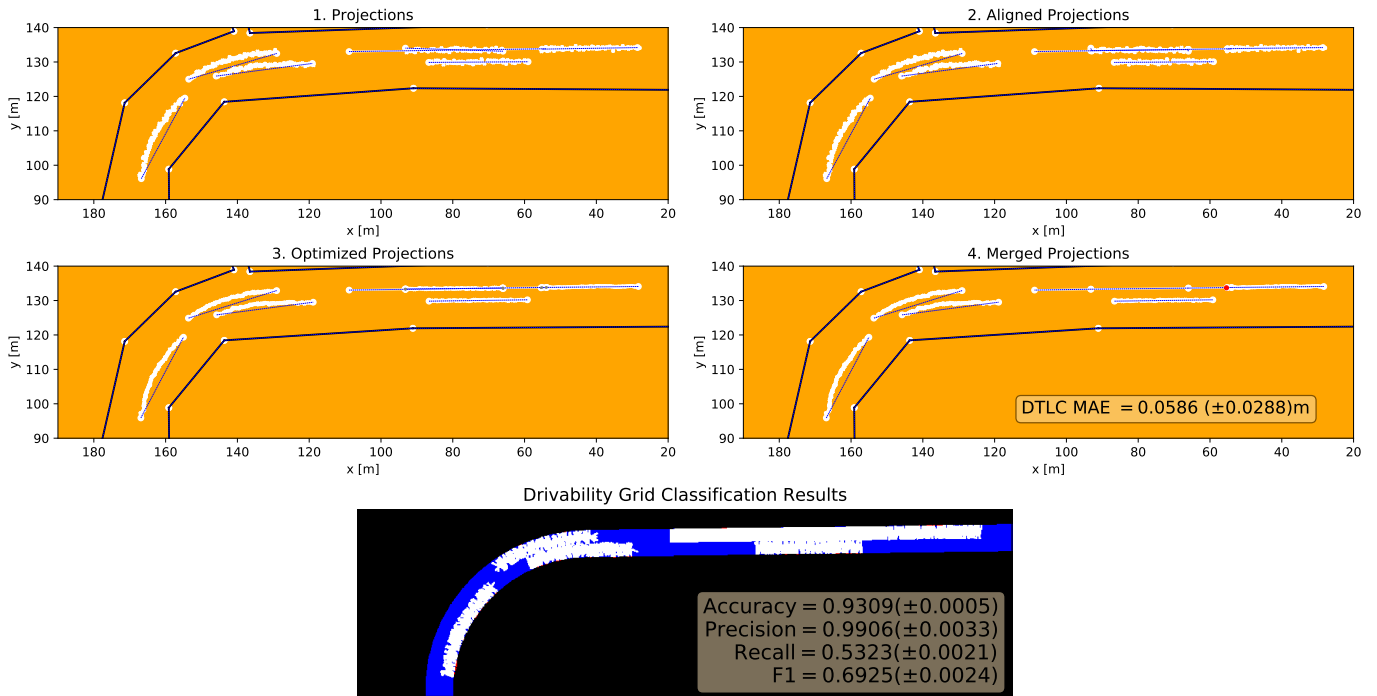 1. Projections
140
130
120
110
100
90
y [m]
180 160 140 120 100 80 60 40 20
x [m]
2. Aligned Projections
140
130
120
110
100
90
y [m]
180 160 140 120 100 80 60 40 20
x [m]
3. Optimized Projections
140
130
120
110
100
90
y [m]
180 160 140 120 100 80 60 40 20
x [m]
4. Merged Projections
140
130
120
110
100
90
y [m]
DTLC MAE = 0.0586 (±0.0288)m
180 160 140 120 100 80 60 40 20
x [m]
Drivability Grid Classification Results
Accuracy = 0.9309(±0.0005)
Precision = 0.9906(±0.0033)
Recall = 0.5323(±0.0021)
F1 = 0.6925(±0.0024)